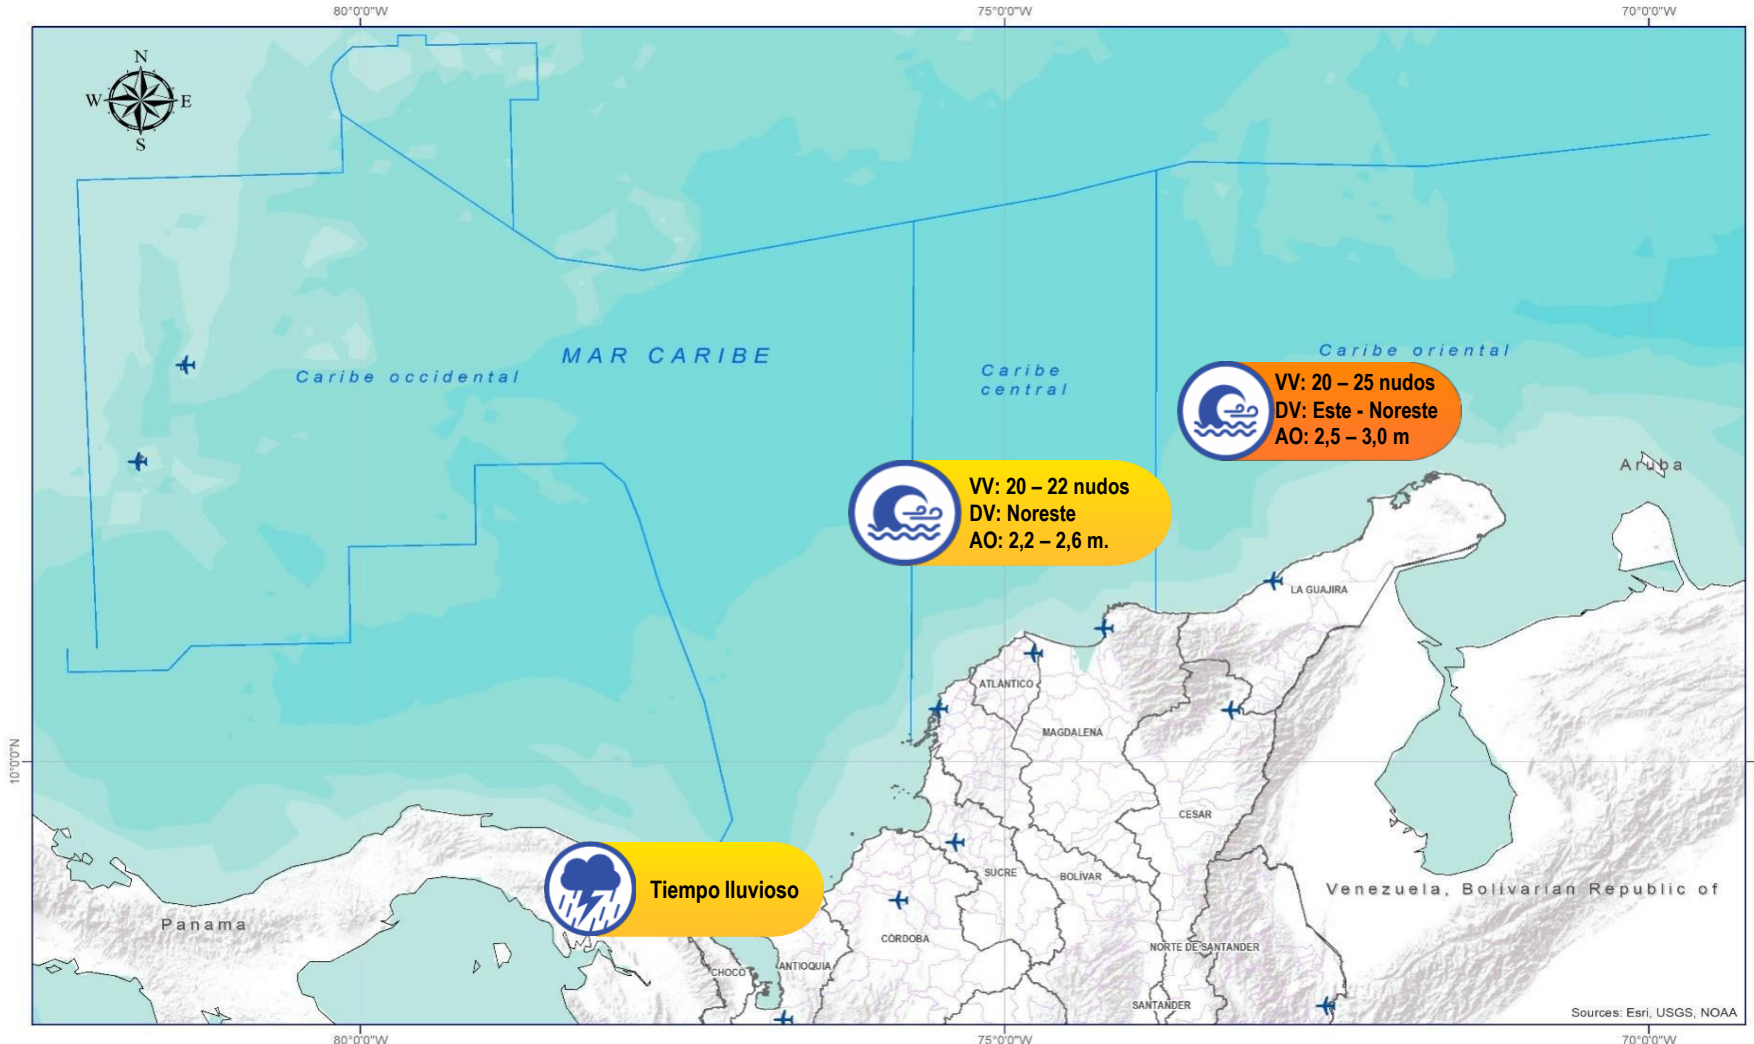 80°0'0"W
75°0'0"W
70°0'0"W
N
W
E
S
MAR CARIBE
Caribe occidental
Caribe
central
Caribe oriental
VV: 20 – 25 nudos
DV: Este - Noreste
AO: 2,5 – 3,0 m
VV: 20 – 22 nudos
DV: Noreste
AO: 2,2 – 2,6 m.
Aruba
LA GUAJIRA
ATLÁNTICO
MAGDALENA
10°0'0"N
CESAR
Tiempo lluvioso
SUCRE
BOLÍVAR
Venezuela, Bolivarian Republic of
Panama
CÓRDOBA
NORTE DE SANTANDER
CHOCÓ
ANTIOQUIA
SANTANDER
Sources: Esri, USGS, NOAA
80°0'0"W
75°0'0"W
70°0'0"W